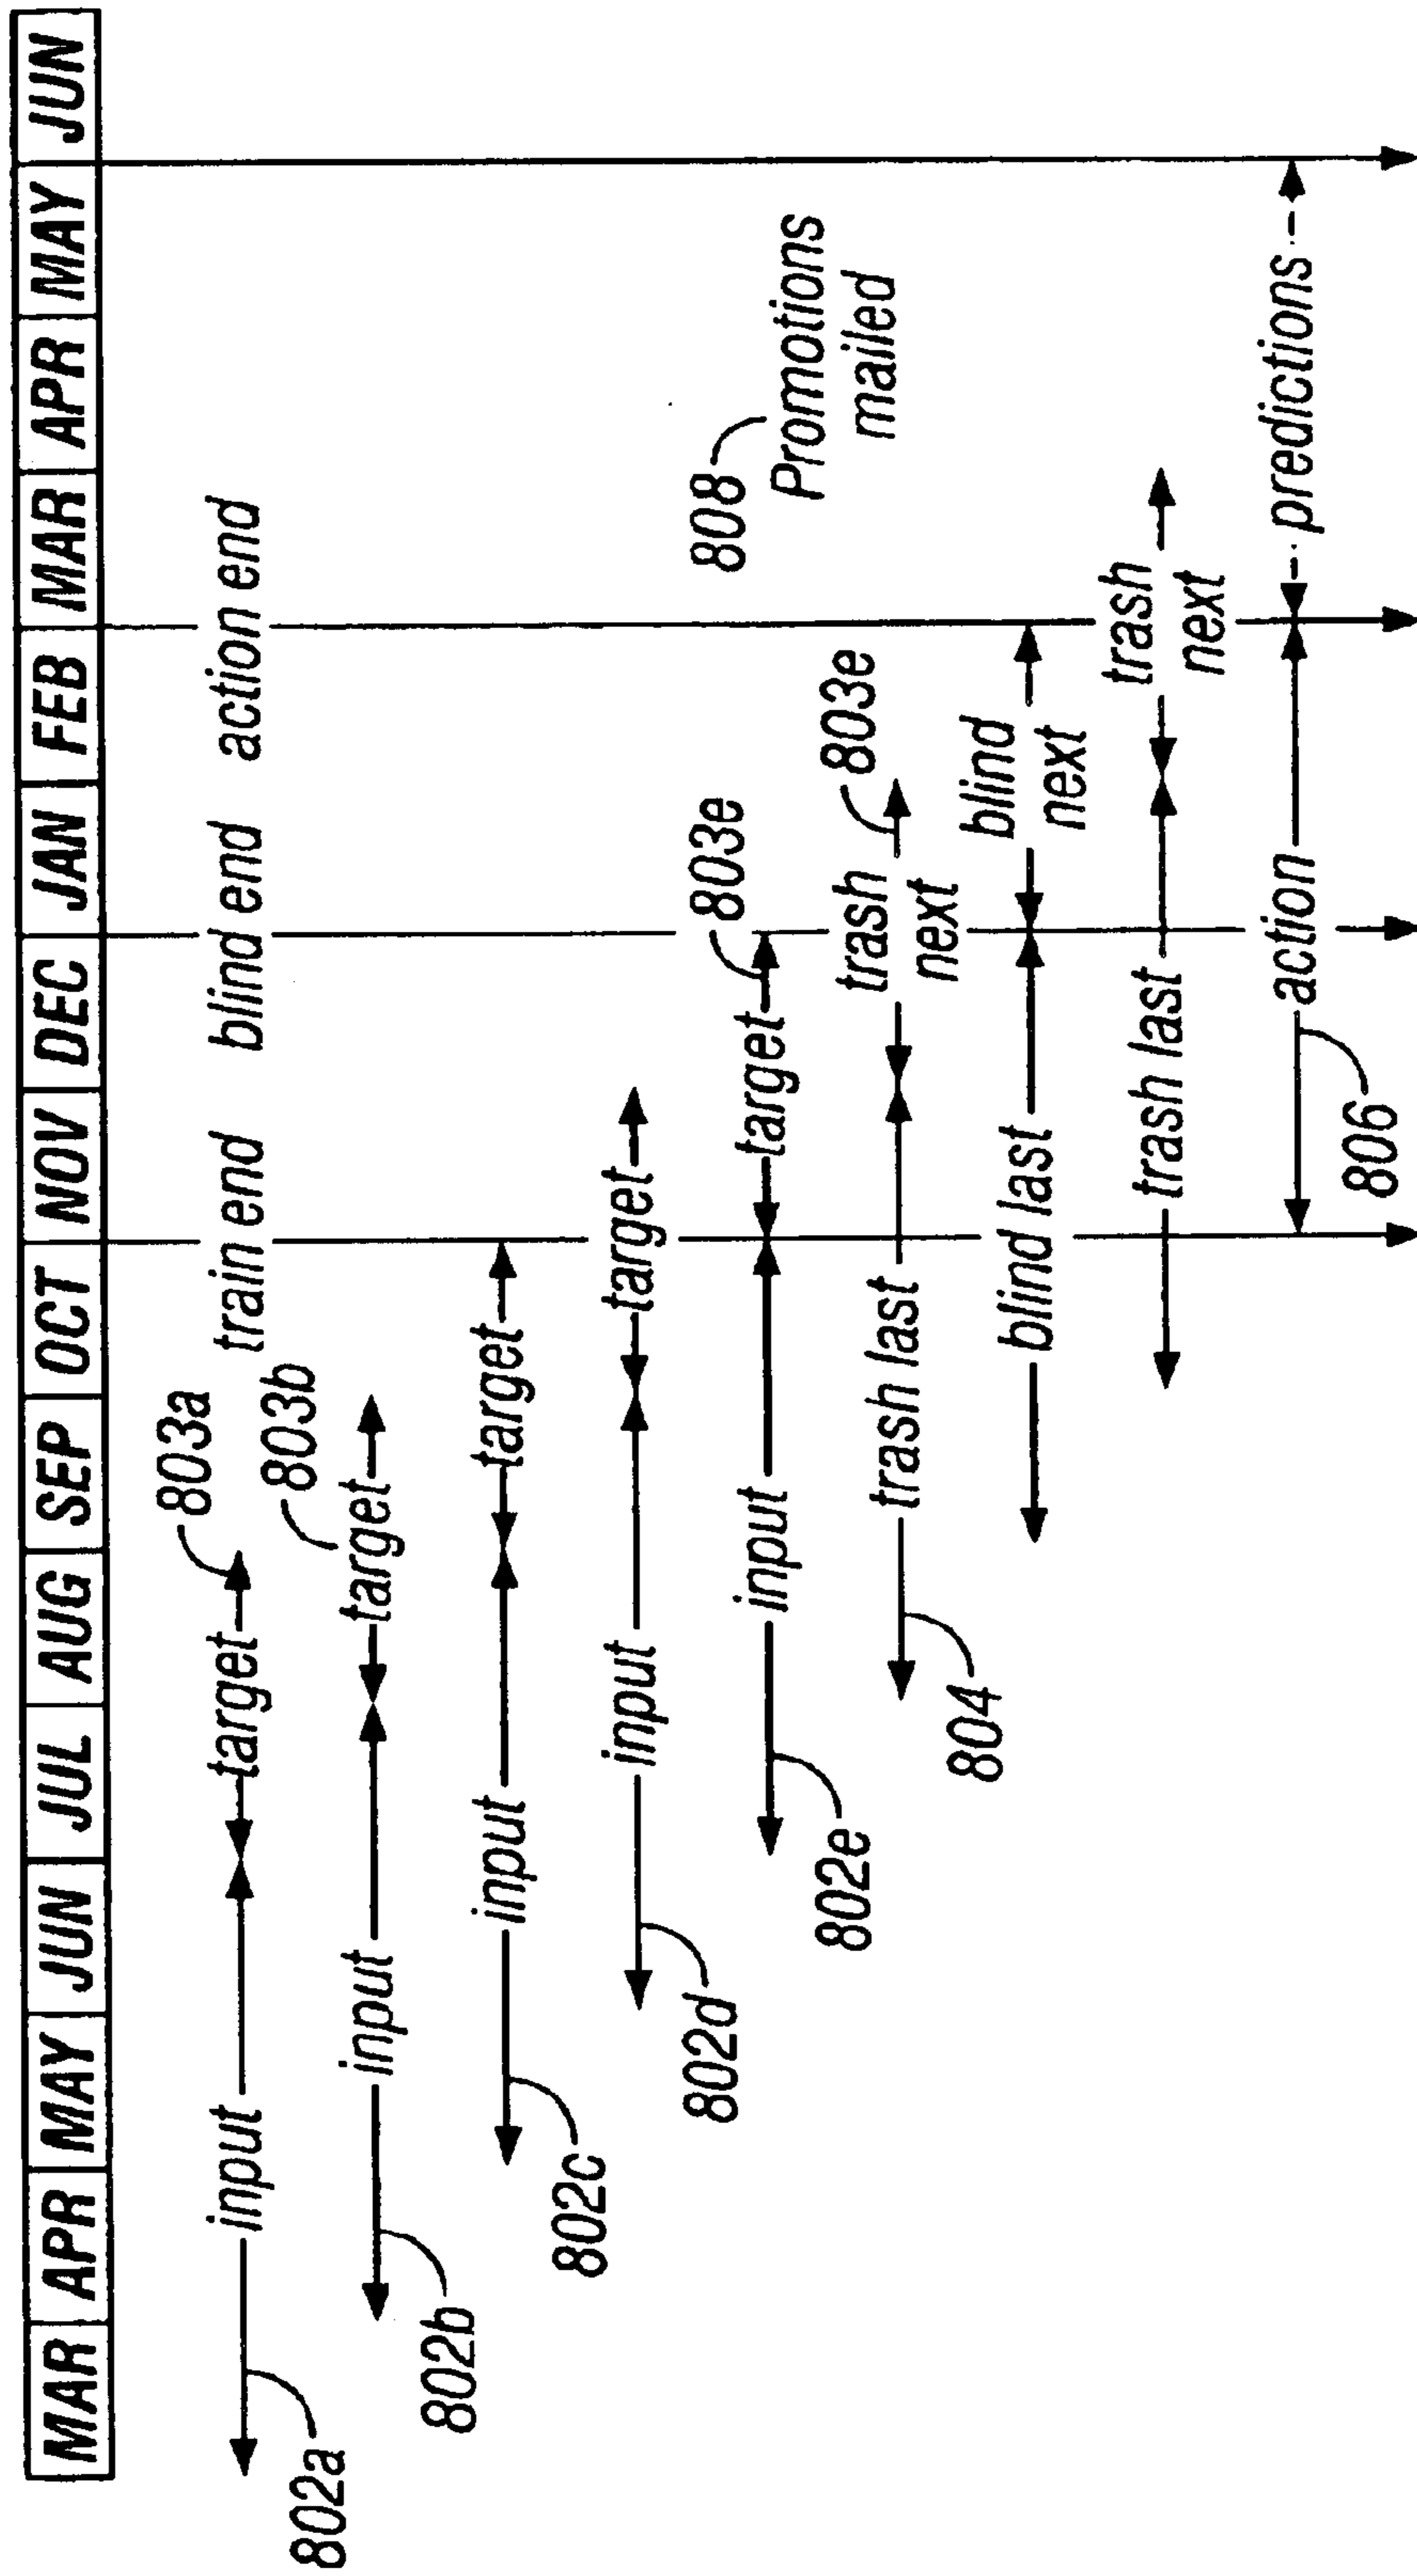 MAR APR MAY JUN JUL AUG SEP OCT NOV DEC JAN FEB MAR APR MAY JUN
802a input target 803a train end blind end action end
802b input target 803b
802c input target
802d input target
802e input target 803e
808
Promotions
mailed
804 trash last trash
next 803e
blind last blind
next
trash last trash
next
806 action predictions